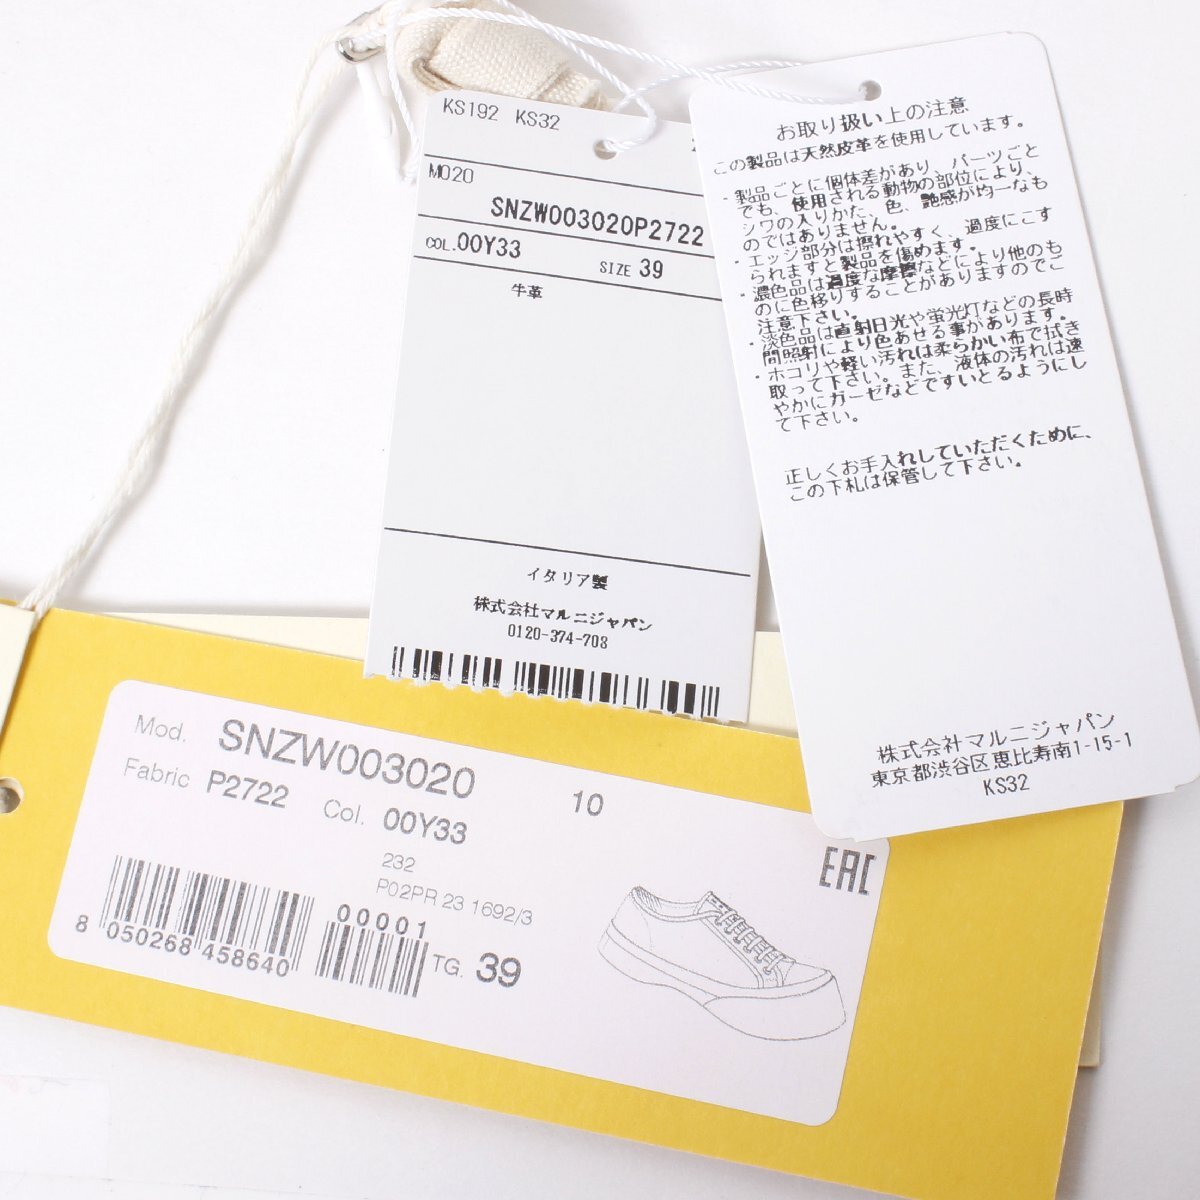 KS192 KS32
M020
SNZW003020P2722
COL.00Y33 SIZE 39
牛革
イタリア製
株式会社マルニジャパン
0120-374-708
お取り扱い上の注意
この製品は天然皮革を使用しています。
・製品ごとに個体差があり、パーツごと
でも、使用される動物の部位により、
シワの入りかた、色、艶感が均一なも
のではありません。
・エッジ部分は擦れやすく、過度にこす
られますと製品を傷めます。
・濃色品は過度な摩擦などにより他のも
のに色移りすることがありますのでご
注意下さい。
・淡色品は直射日光や蛍光灯などの長時
間照射により色あせる事があります。
・ホコリや軽い汚れは柔らかい布で拭き
取って下さい。また、液体の汚れは速
やかにガーゼなどですいとるようにし
て下さい。
正しくお手入れしていただくために、
この下札は保管して下さい。
株式会社マルニジャパン
東京都渋谷区恵比寿南1-15-1
KS32
Mod. SNZW003020
Fabric P2722 Col. 00Y33
10
232
P02PR 23 1692/3
00001
8 050268 458640
TG. 39
EAC